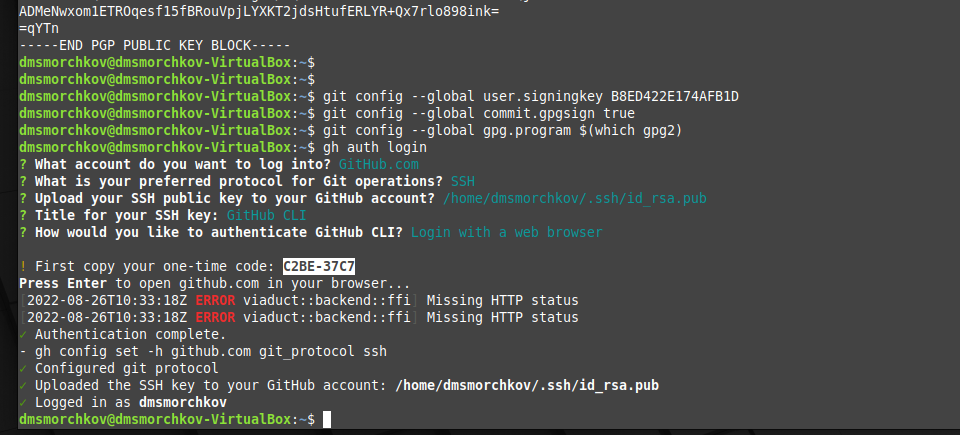 ADMeNwxom1ETROqesf15fBRouVpjLYXKT2jdsHtufERLYR+Qx7rlo898ink=
=qYTn
-----END PGP PUBLIC KEY BLOCK-----
dmsmorchkov@dmsmorchkov-VirtualBox:~$
dmsmorchkov@dmsmorchkov-VirtualBox:~$
dmsmorchkov@dmsmorchkov-VirtualBox:~$ git config --global user.signingkey B8ED422E174AFB1D
dmsmorchkov@dmsmorchkov-VirtualBox:~$ git config --global commit.gpgsign true
dmsmorchkov@dmsmorchkov-VirtualBox:~$ git config --global gpg.program $(which gpg2)
dmsmorchkov@dmsmorchkov-VirtualBox:~$ gh auth login
? What account do you want to log into? GitHub.com
? What is your preferred protocol for Git operations? SSH
? Upload your SSH public key to your GitHub account? /home/dmsmorchkov/.ssh/id_rsa.pub
? Title for your SSH key: GitHub CLI
? How would you like to authenticate GitHub CLI? Login with a web browser
! First copy your one-time code: C2BE-37C7
Press Enter to open github.com in your browser...
[2022-08-26T10:33:18Z ERROR viaduct::backend::ffi] Missing HTTP status
[2022-08-26T10:33:18Z ERROR viaduct::backend::ffi] Missing HTTP status
✓ Authentication complete.
- gh config set -h github.com git_protocol ssh
✓ Configured git protocol
✓ Uploaded the SSH key to your GitHub account: /home/dmsmorchkov/.ssh/id_rsa.pub
✓ Logged in as dmsmorchkov
dmsmorchkov@dmsmorchkov-VirtualBox:~$